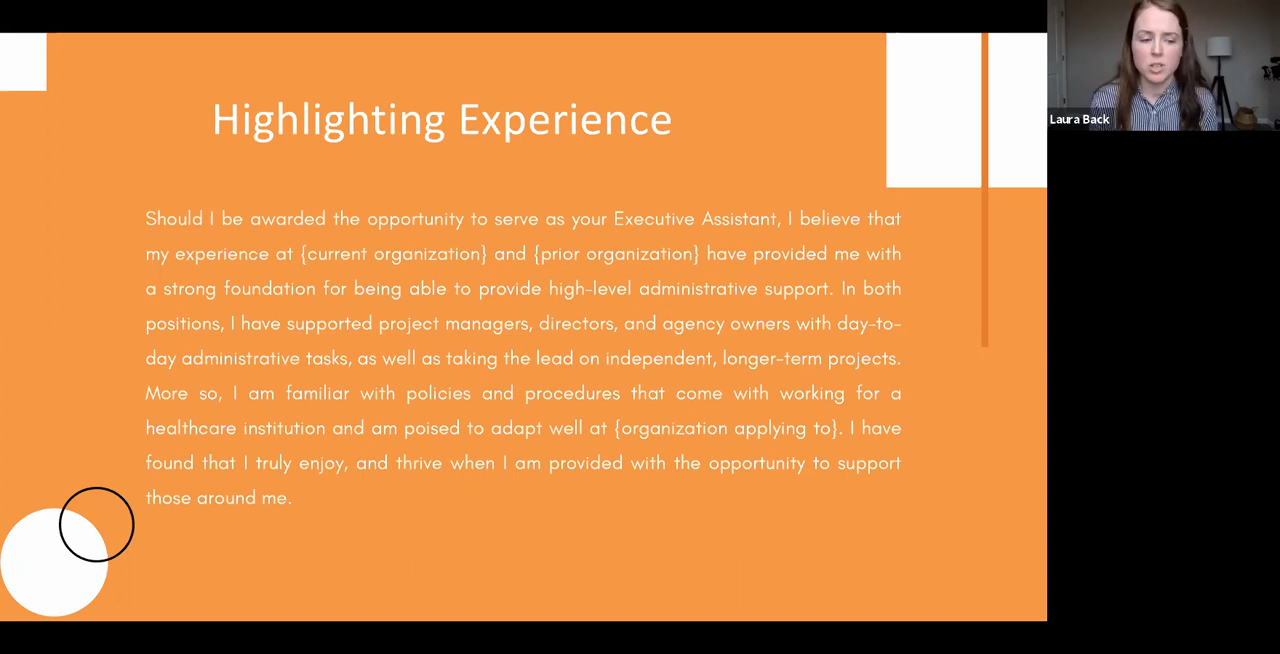 Highlighting Experience
Should I be awarded the opportunity to serve as your Executive Assistant, I believe that
my experience at {current organization} and {prior organization} have provided me with
a strong foundation for being able to provide high-level administrative support. In both
positions, I have supported project managers, directors, and agency owners with day-to-
day administrative tasks, as well as taking the lead on independent, longer-term projects.
More so, I am familiar with policies and procedures that come with working for a
healthcare institution and am poised to adapt well at {organization applying to}. I have
found that I truly enjoy, and thrive when I am provided with the opportunity to support
those around me.
Laura Back